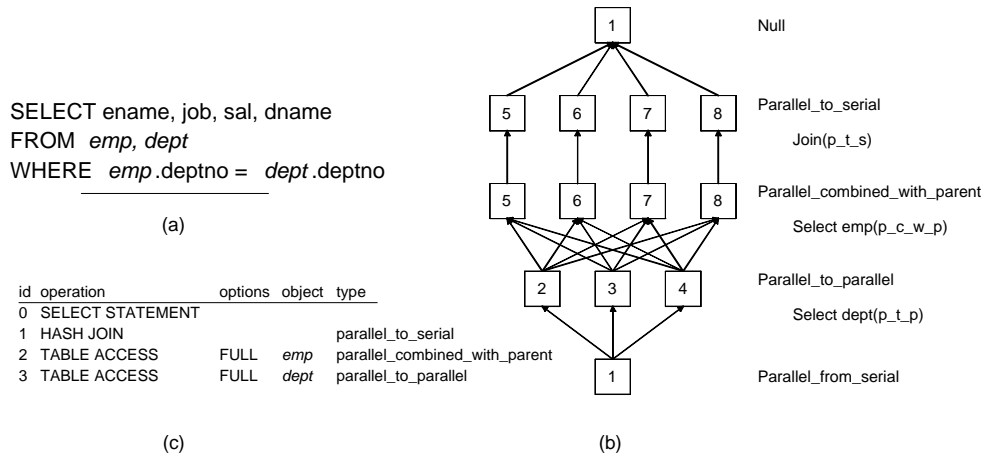 SELECT ename, job, sal, dname
FROM emp, dept
WHERE emp.deptno = dept.deptno
(a)
id operation options object type
0 SELECT STATEMENT
1 HASH JOIN parallel_to_serial
2 TABLE ACCESS FULL emp parallel_combined_with_parent
3 TABLE ACCESS FULL dept parallel_to_parallel
(c)
1 Null
5 6 7 8 Parallel_to_serial
Join(p_t_s)
5 6 7 8 Parallel_combined_with_parent
Select emp(p_c_w_p)
2 3 4 Parallel_to_parallel
Select dept(p_t_p)
1 Parallel_from_serial
(b)